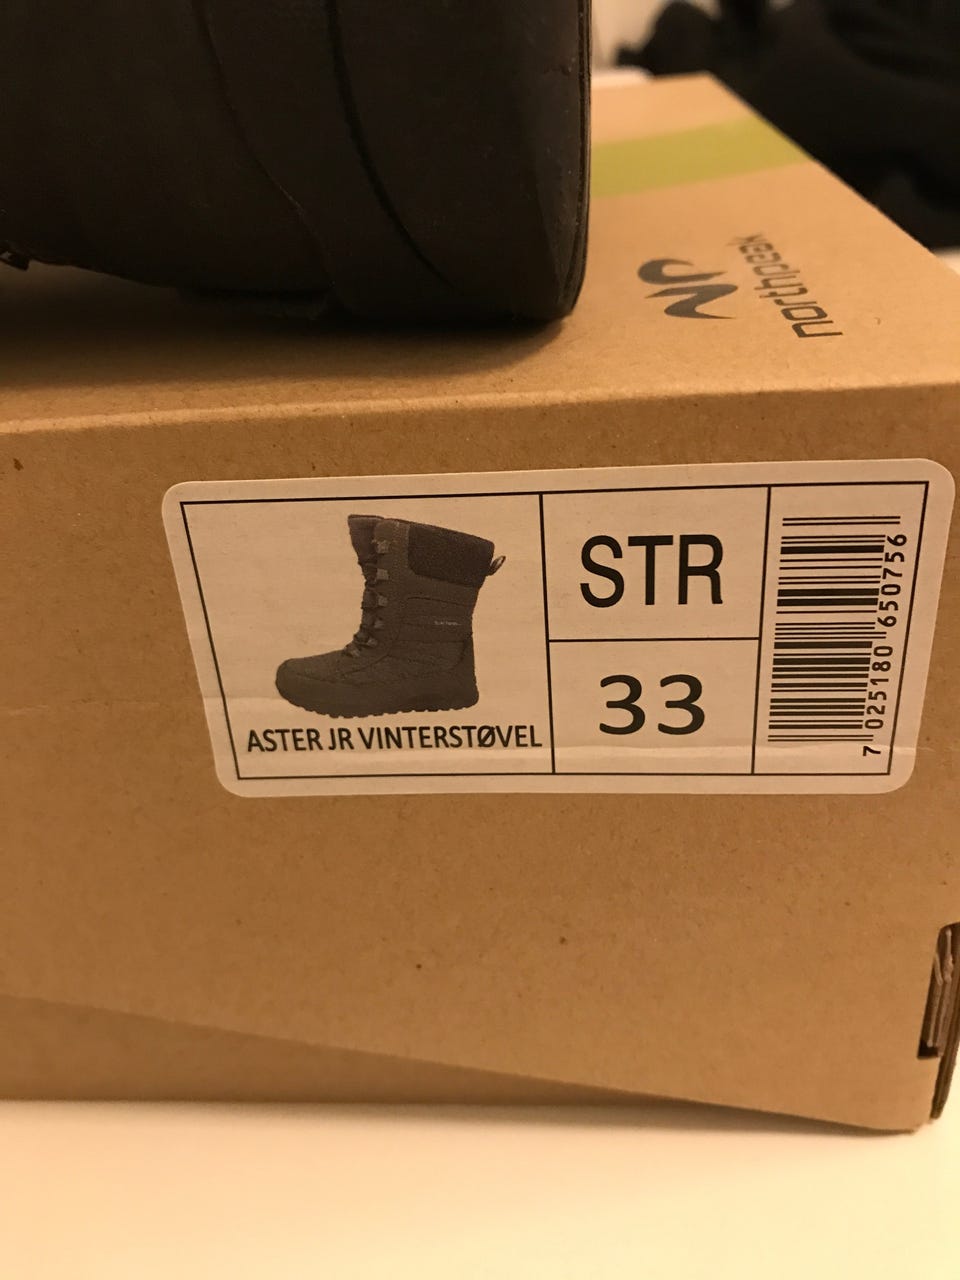 northpeak
ASTER JR VINTERSTØVEL
STR
33
7 025180 650756